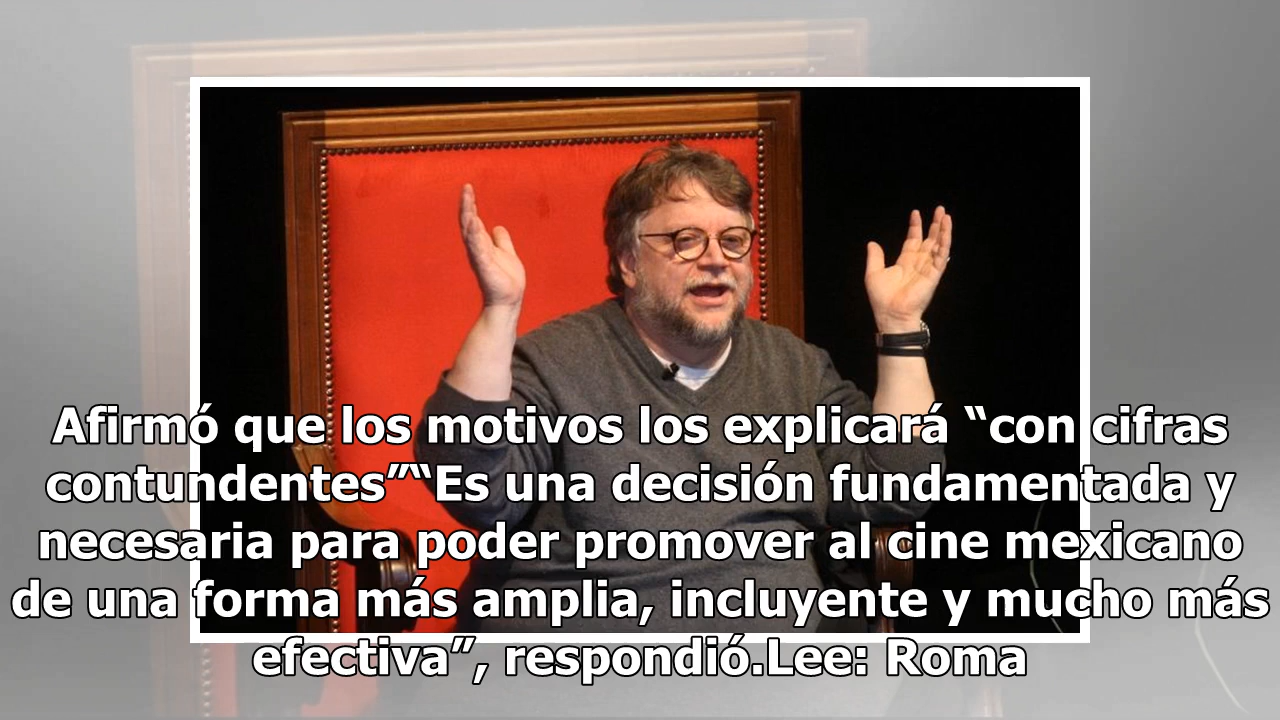 Afirmó que los motivos los explicará “con cifras
contundentes”“Es una decisión fundamentada y
necesaria para poder promover al cine mexicano
de una forma más amplia, incluyente y mucho más
efectiva”, respondió.Lee: Roma